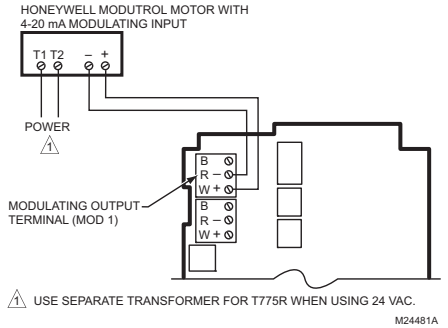 HONEYWELL MODUTROL MOTOR WITH
4-20 mA MODULATING INPUT
T1 T2 – +
POWER
1
B
R –
W +
MODULATING OUTPUT
TERMINAL (MOD 1)
B
R –
W +
1 USE SEPARATE TRANSFORMER FOR T775R WHEN USING 24 VAC.
M24481A